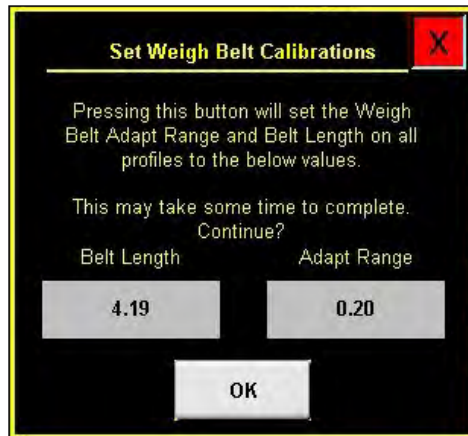 Set Weigh Belt Calibrations
X
Pressing this button will set the Weigh
Belt Adapt Range and Belt Length on all
profiles to the below values.
This may take some time to complete.
Continue?
Belt Length
Adapt Range
4.19
0.20
OK